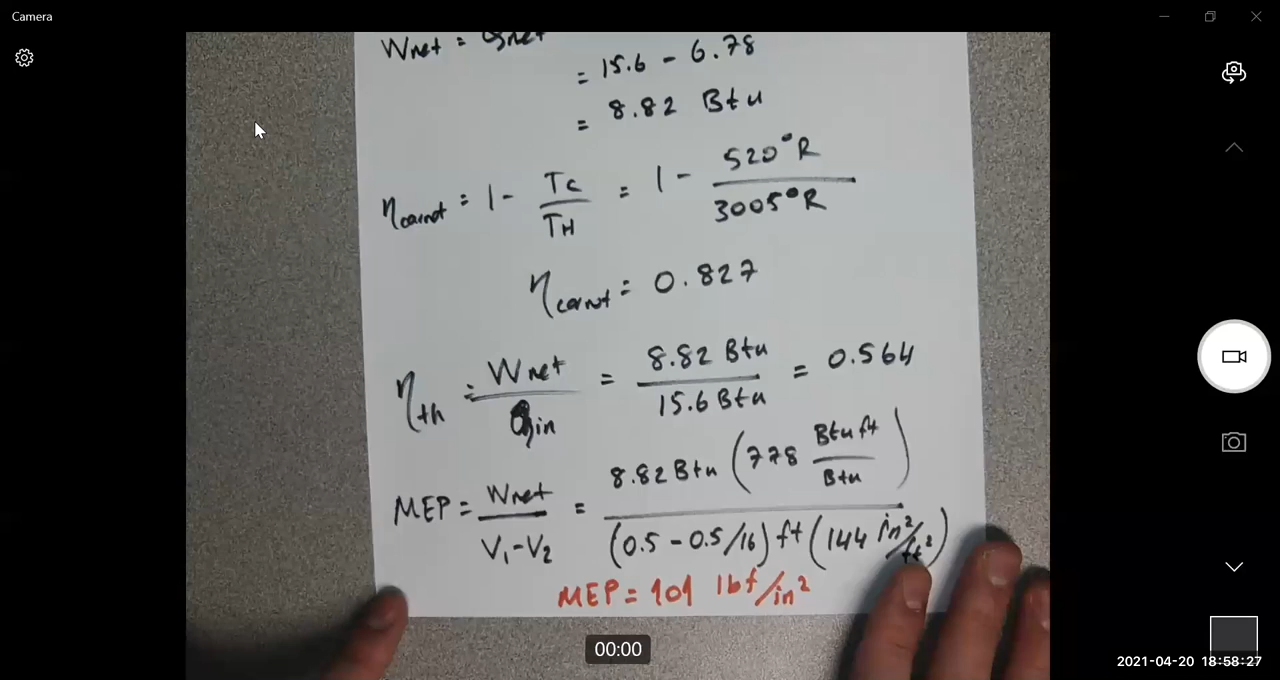 Camera
Wnet = Qnet
= 15.6 - 6.78
= 8.82 Btu
ηcarnot = 1 - Tc/TH = 1 - 520°R/3005°R
ηcarnot = 0.827
ηth = Wnet/Qin = 8.82 Btu/15.6 Btu = 0.564
MEP = Wnet/V1-V2 = 8.82 Btu (778 Btu ft/Btu)/(0.5 - 0.5/16) ft (144 in²/ft²)
MEP = 101 lbf/in²
00:00
2021-04-20 18:58:27